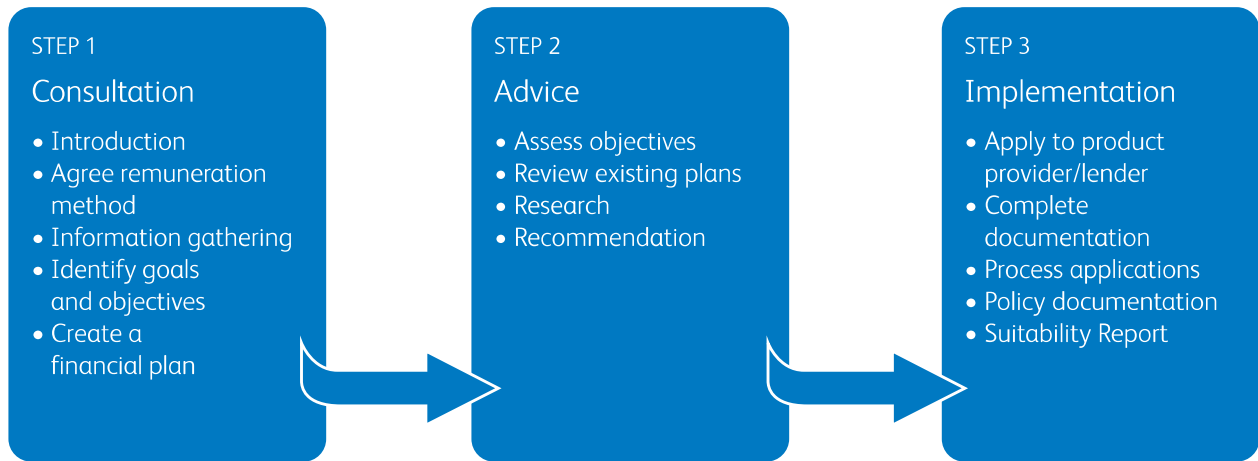 STEP 1
Consultation
• Introduction
• Agree remuneration
method
• Information gathering
• Identify goals
and objectives
• Create a
financial plan
STEP 2
Advice
• Assess objectives
• Review existing plans
• Research
• Recommendation
STEP 3
Implementation
• Apply to product
provider/lender
• Complete
documentation
• Process applications
• Policy documentation
• Suitability Report